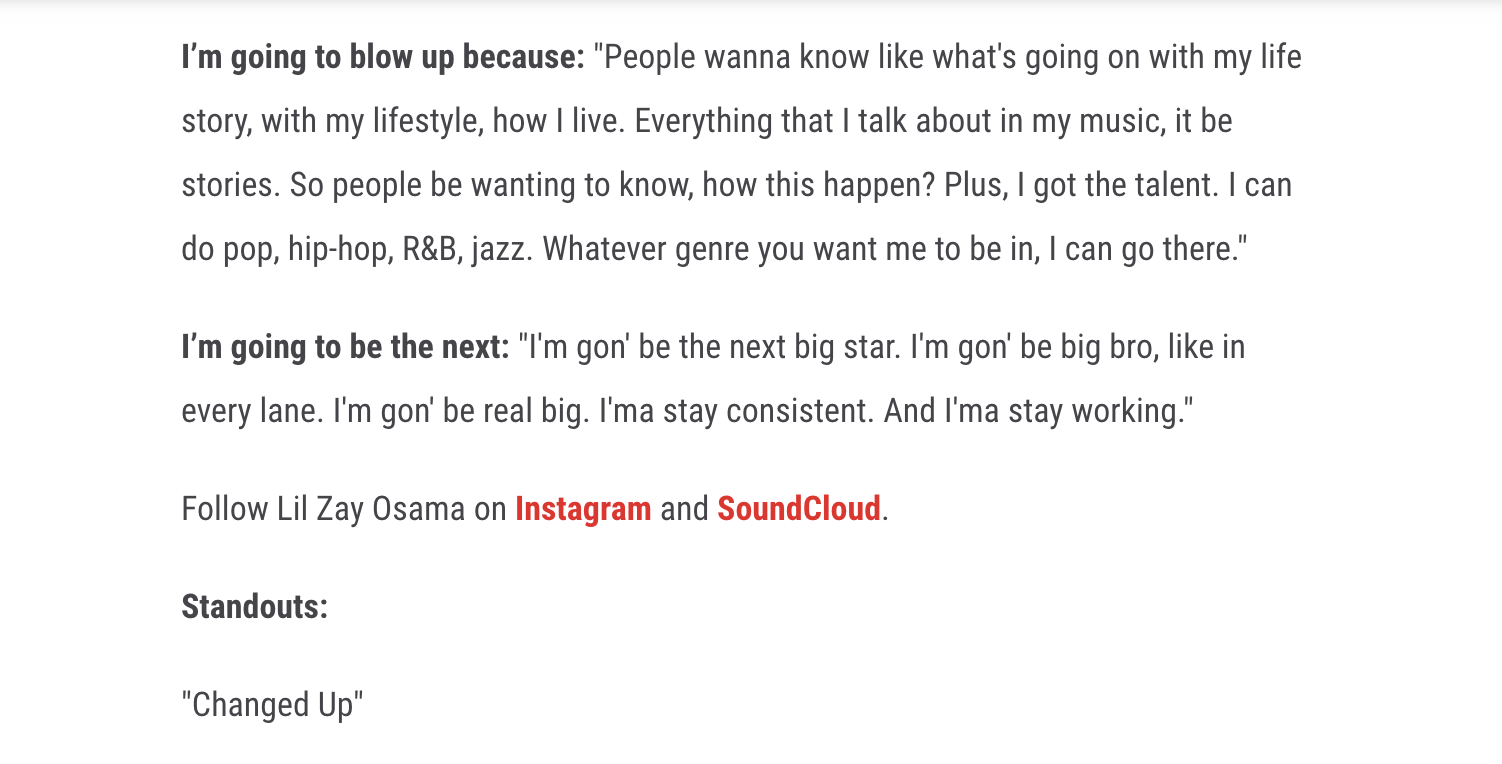 I’m going to blow up because: "People wanna know like what's going on with my life
story, with my lifestyle, how I live. Everything that I talk about in my music, it be
stories. So people be wanting to know, how this happen? Plus, I got the talent. I can
do pop, hip-hop, R&B, jazz. Whatever genre you want me to be in, I can go there."
I’m going to be the next: "I'm gon' be the next big star. I'm gon' be big bro, like in
every lane. I'm gon' be real big. I'ma stay consistent. And I'ma stay working."
Follow Lil Zay Osama on Instagram and SoundCloud.
Standouts:
"Changed Up"